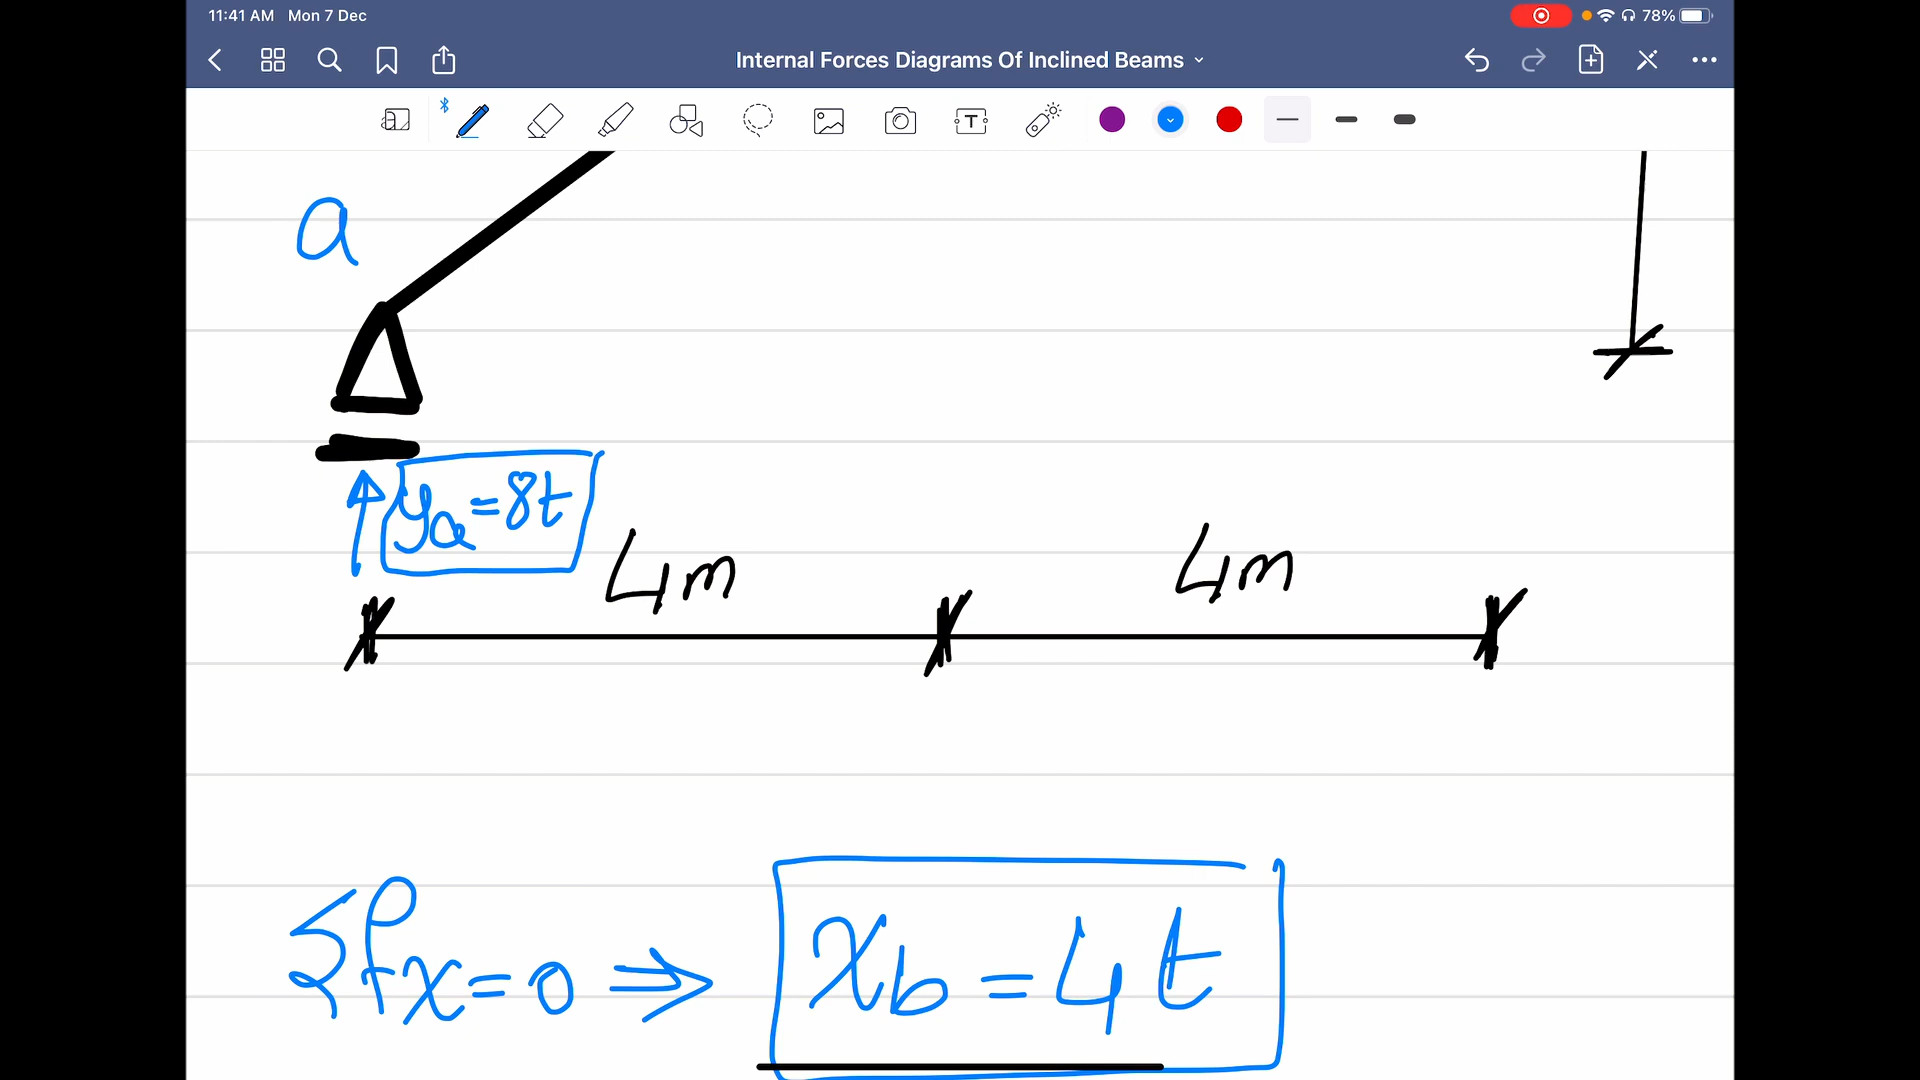 11:41 AM Mon 7 Dec 78%
Internal Forces Diagrams Of Inclined Beams
a
ya=8t
4m 4m
Σfx=0 ⇒ xb=4t